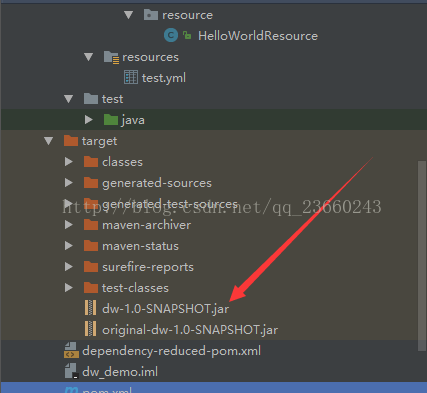 resource
HelloWorldResource
resources
test.yml
test
java
target
classes
generated-sources
generated-test-sources
http://blog.csdn.net/qq_23660243
maven-archiver
maven-status
surefire-reports
test-classes
dw-1.0-SNAPSHOT.jar
original-dw-1.0-SNAPSHOT.jar
dependency-reduced-pom.xml
dw_demo.iml
pom.xml